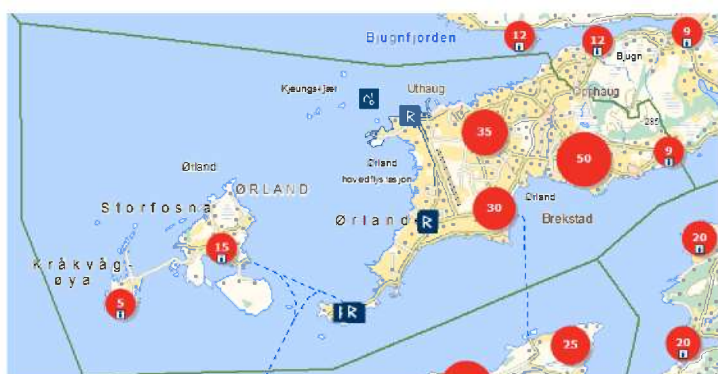 12
12
9
Bjugnfjorden
Bjugn
Kjeungskjær
Uthaug
Opphaug
R
285
35
50
9
Ørland
Ørland
hovedflystasjon
ØRLAND
Storfosna
Ørland
R
30
Ørland
Brekstad
20
15
Kråkvåg-
øya
5
R
20
25